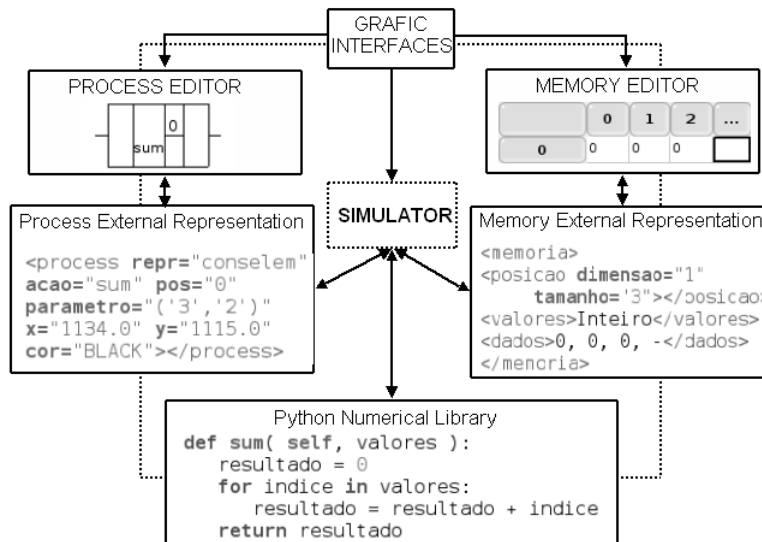 GRAFIC
INTERFACES
PROCESS EDITOR
0
sum
MEMORY EDITOR
0 1 2 ...
0 0 0 0
SIMULATOR
Process External Representation
<process repr="conselem"
acao="sum" pos="0"
parametro="('3','2')"
x="1134.0" y="1115.0"
cor="BLACK"></process>
Memory External Representation
<memoria>
<posicao dimensao="1"
tamanho='3"></posicao>
<valores>Inteiro</valores>
<dados>0, 0, 0, -</dados>
</memoria>
Python Numerical Library
def sum( self, valores ):
resultado = 0
for indice in valores:
resultado = resultado + indice
return resultado